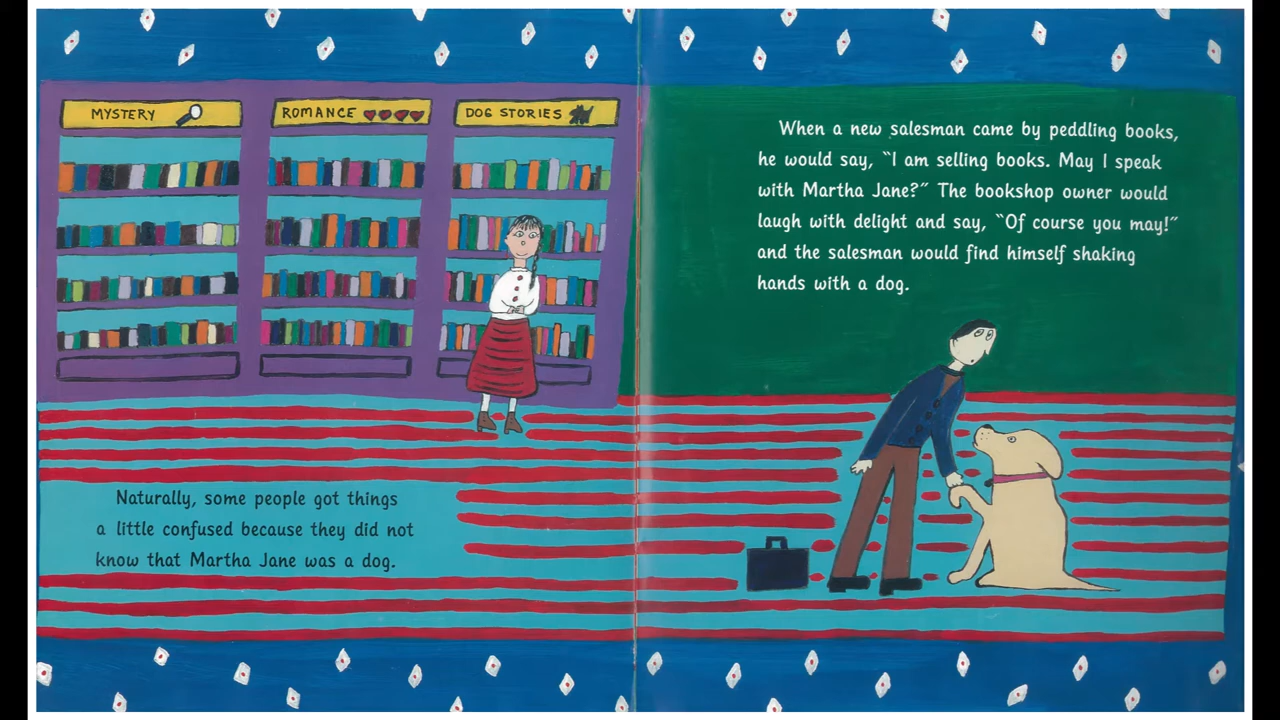 MYSTERY
ROMANCE
DOG STORIES
Naturally, some people got things
a little confused because they did not
know that Martha Jane was a dog.
When a new salesman came by peddling books,
he would say, “I am selling books. May I speak
with Martha Jane?” The bookshop owner would
laugh with delight and say, “Of course you may!”
and the salesman would find himself shaking
hands with a dog.